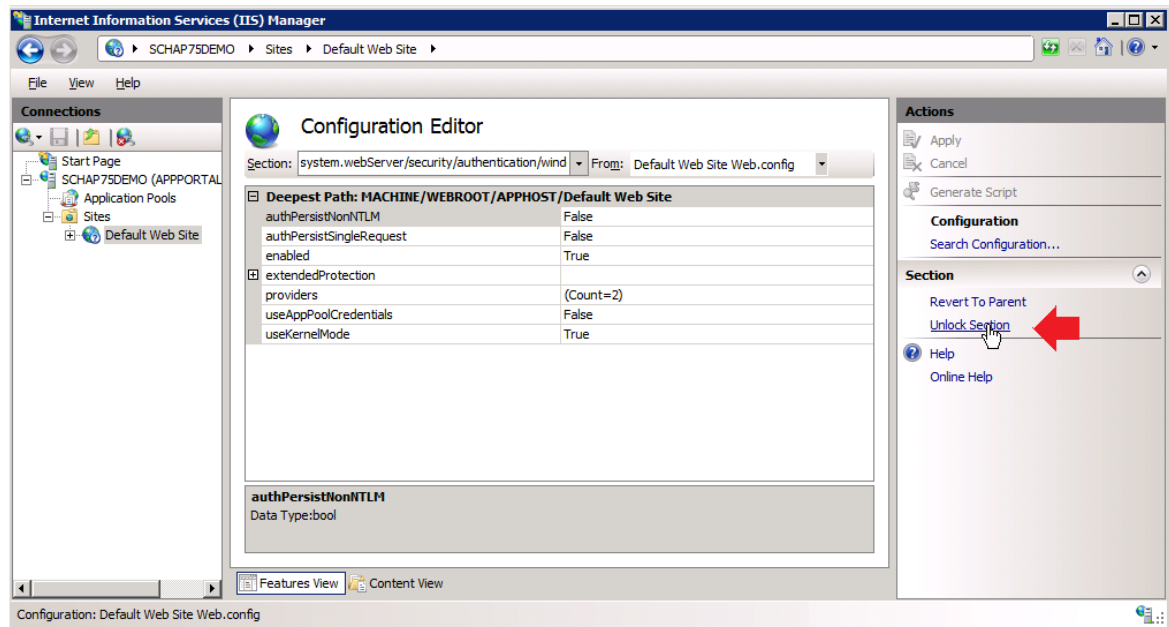 Internet Information Services (IIS) Manager
SCHAP75DEMO Sites Default Web Site
File View Help
Connections
Start Page
SCHAP75DEMO (APPPORTAL
Application Pools
Sites
Default Web Site
Configuration Editor
Section: system.webServer/security/authentication/wind From: Default Web Site Web.config
Deepest Path: MACHINE/WEBROOT/APPHOST/Default Web Site
authPersistNonNTLM False
authPersistSingleRequest False
enabled True
extendedProtection
providers (Count=2)
useAppPoolCredentials False
useKernelMode True
authPersistNonNTLM
Data Type:bool
Features View Content View
Actions
Apply
Cancel
Generate Script
Configuration
Search Configuration...
Section
Revert To Parent
Unlock Section
Help
Online Help
Configuration: Default Web Site Web.config